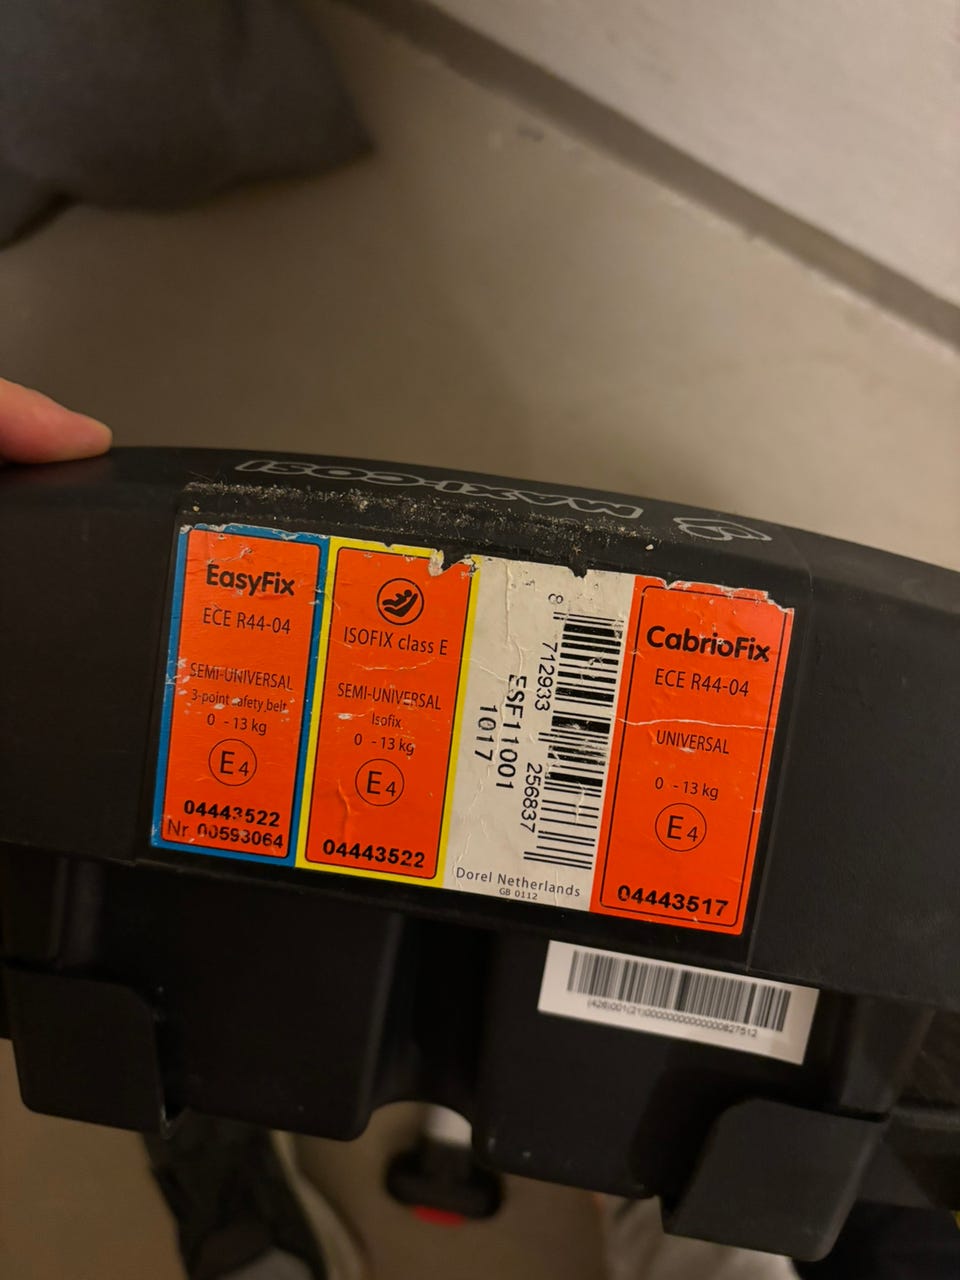 MAXI-COSI
EasyFix
ECE R44-04
SEMI-UNIVERSAL
3-point safety belt
0 - 13 kg
E4
04443522
Nr 00593064
ISOFIX class E
SEMI-UNIVERSAL
Isofix
0 - 13 kg
E4
04443522
8 712933 256837
ESF11001
1017
Dorel Netherlands
GB 0112
CabrioFix
ECE R44-04
UNIVERSAL
0 - 13 kg
E4
04443517